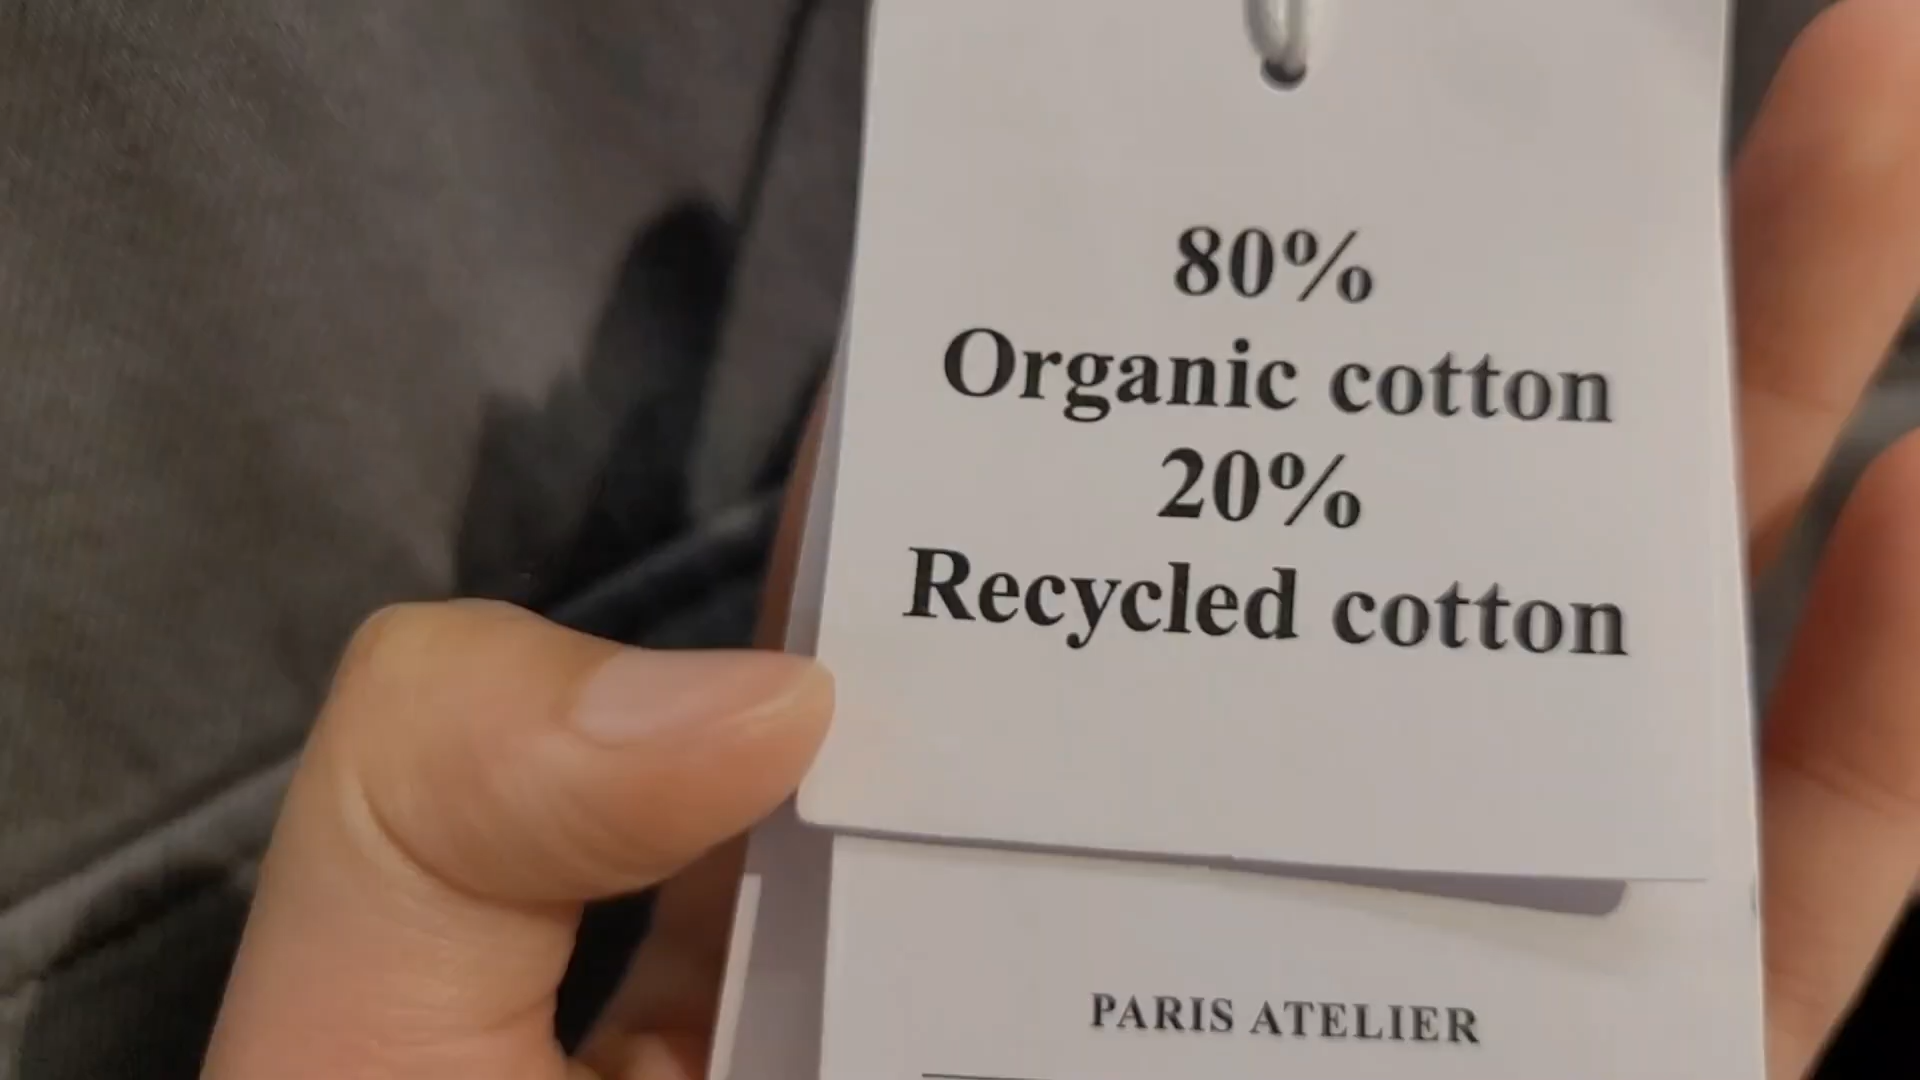 80%
Organic cotton
20%
Recycled cotton
PARIS ATELIER